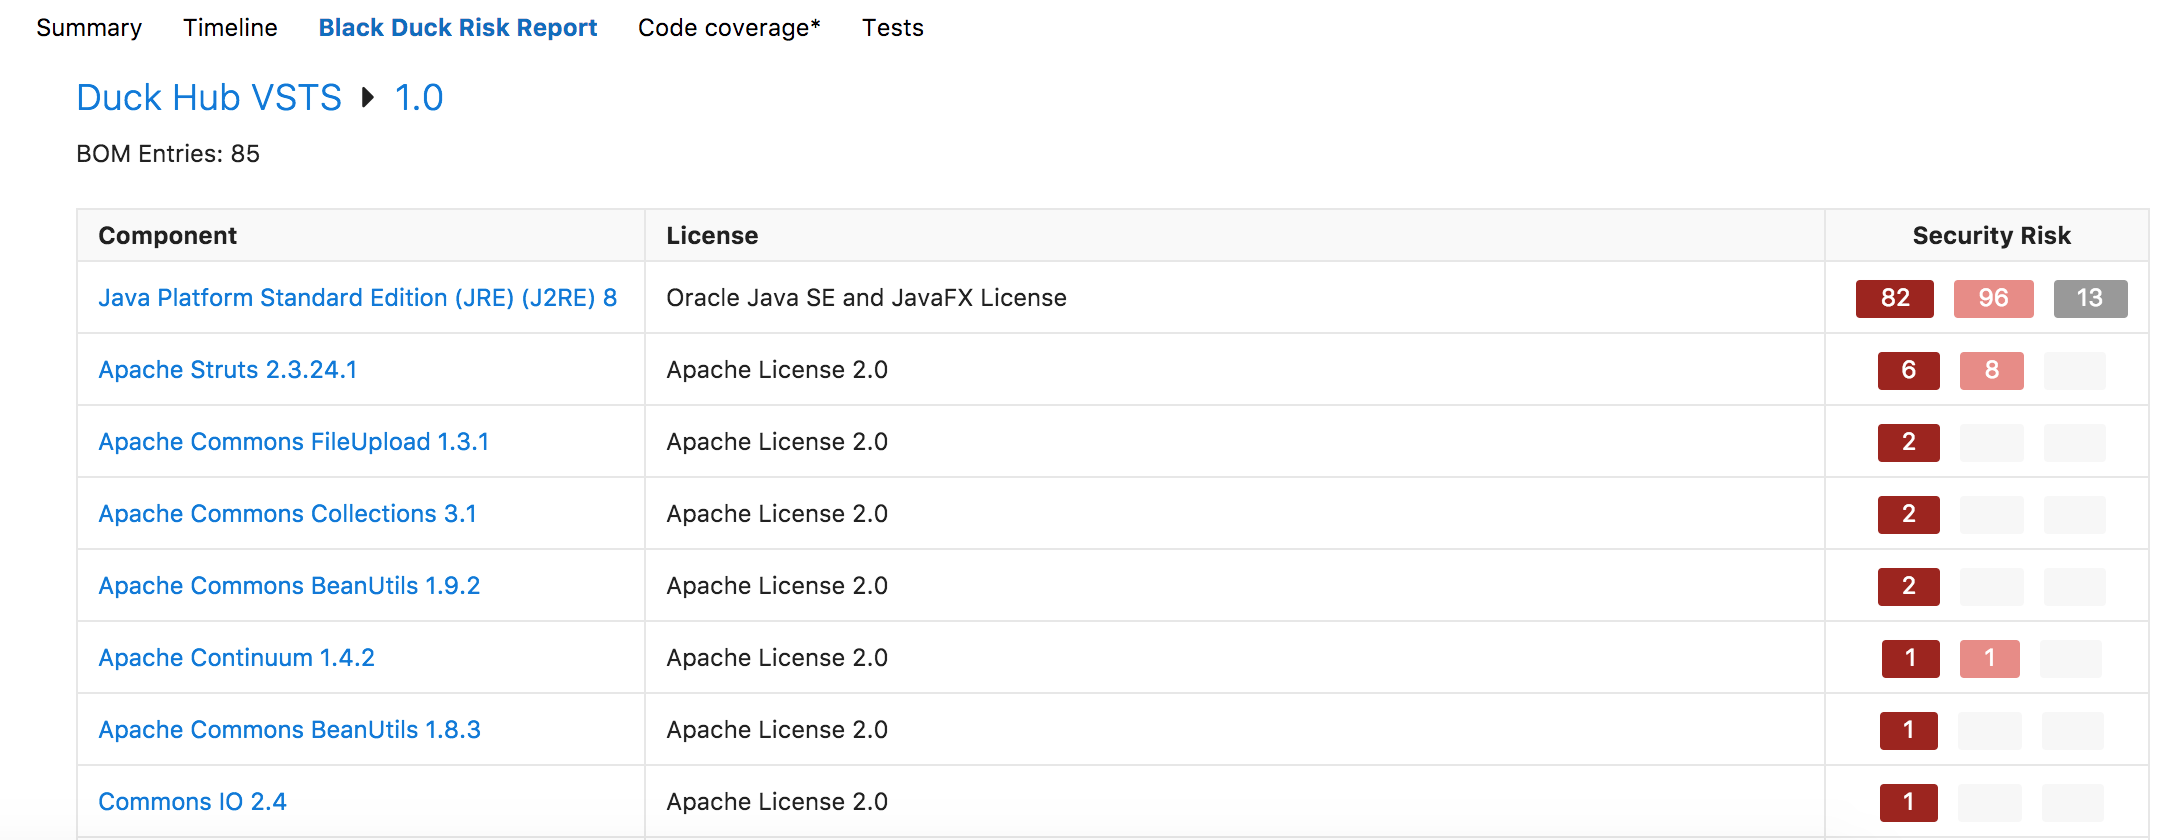 Summary Timeline Black Duck Risk Report Code coverage* Tests
Duck Hub VSTS 1.0
BOM Entries: 85
Component License Security Risk
Java Platform Standard Edition (JRE) (J2RE) 8 Oracle Java SE and JavaFX License 82 96 13
Apache Struts 2.3.24.1 Apache License 2.0 6 8
Apache Commons FileUpload 1.3.1 Apache License 2.0 2
Apache Commons Collections 3.1 Apache License 2.0 2
Apache Commons BeanUtils 1.9.2 Apache License 2.0 2
Apache Continuum 1.4.2 Apache License 2.0 1 1
Apache Commons BeanUtils 1.8.3 Apache License 2.0 1
Commons IO 2.4 Apache License 2.0 1